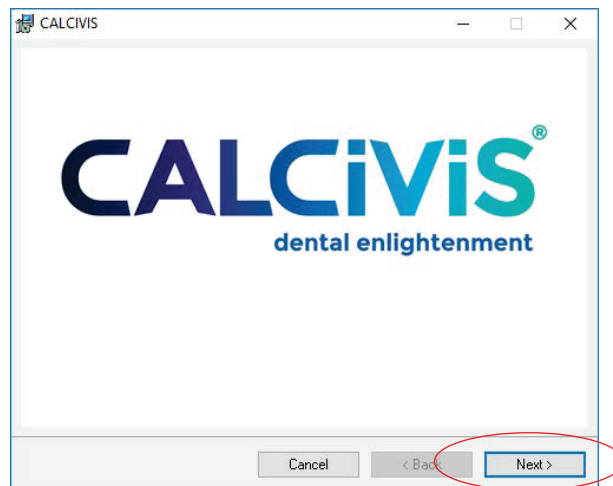 CALCIVIS
CALCiViS®
dental enlightenment
Cancel
< Back
Next >